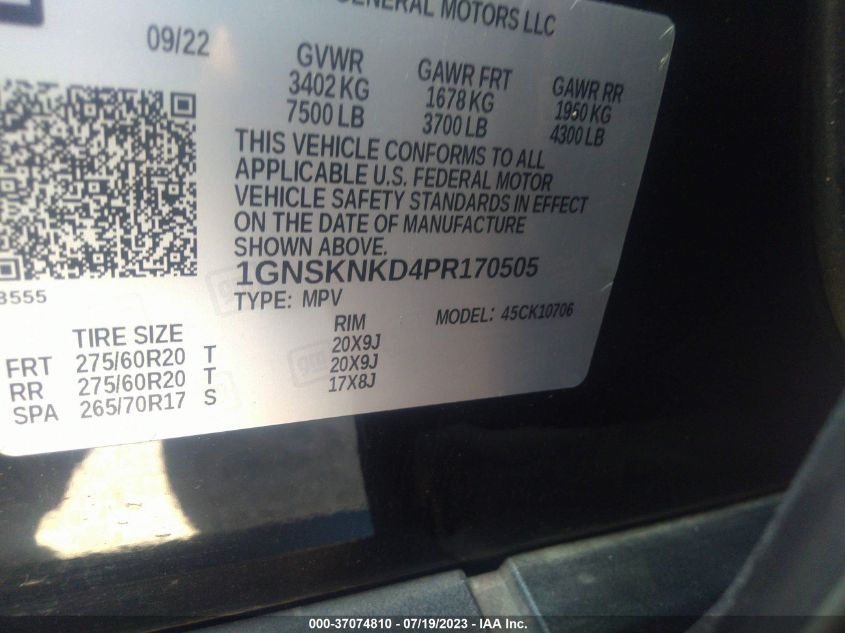 GENERAL MOTORS LLC
09/22
GVWR
3402 KG
7500 LB
GAWR FRT
1678 KG
3700 LB
GAWR RR
1950 KG
4300 LB
THIS VEHICLE CONFORMS TO ALL
APPLICABLE U.S. FEDERAL MOTOR
VEHICLE SAFETY STANDARDS IN EFFECT
ON THE DATE OF MANUFACTURE
SHOWN ABOVE.
1GNSKNKD4PR170505
TYPE: MPV
MODEL: 45CK10706
3555
TIRE SIZE
RIM
FRT 275/60R20 T 20X9J
RR 275/60R20 T 20X9J
SPA 265/70R17 S 17X8J
gm
000-37074810 - 07/19/2023 - IAA Inc.